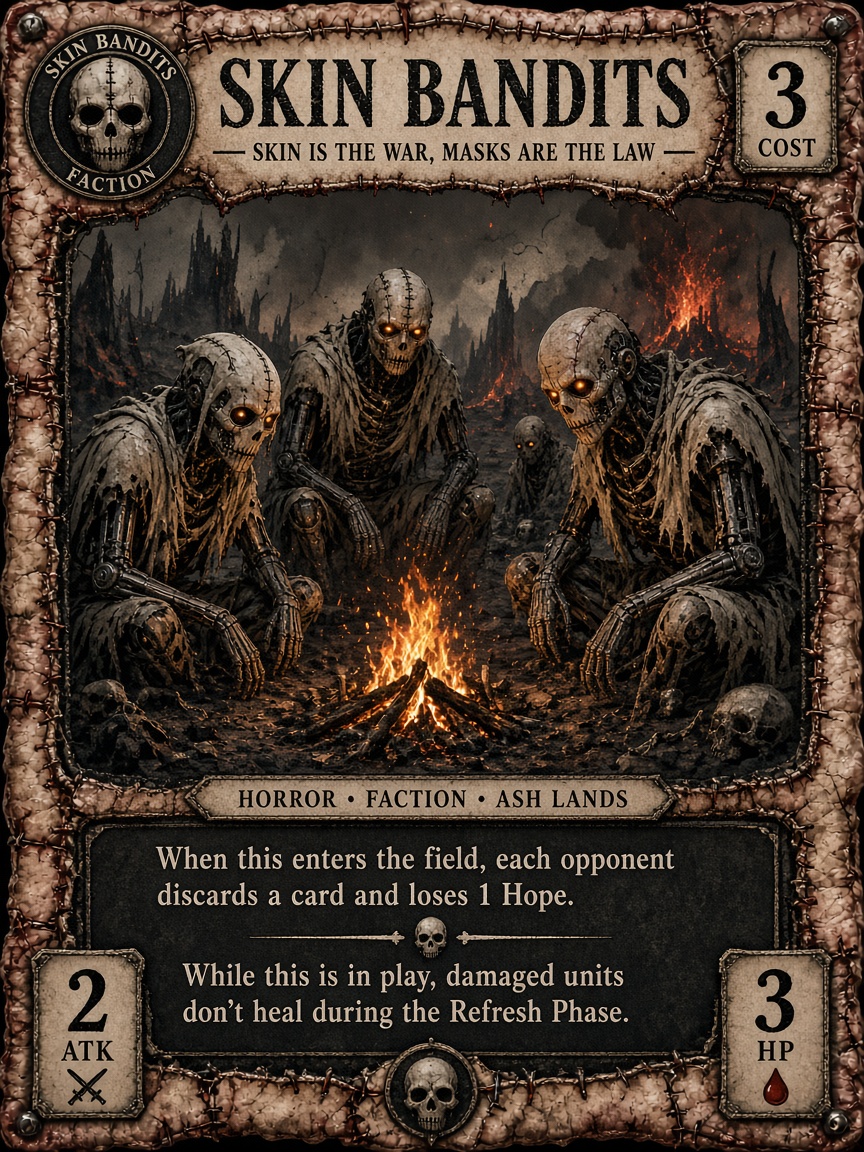 SKIN BANDITS
FACTION
SKIN BANDITS
— SKIN IS THE WAR, MASKS ARE THE LAW —
3
COST
HORROR • FACTION • ASH LANDS
When this enters the field, each opponent
discards a card and loses 1 Hope.
While this is in play, damaged units
don't heal during the Refresh Phase.
2
ATK
3
HP